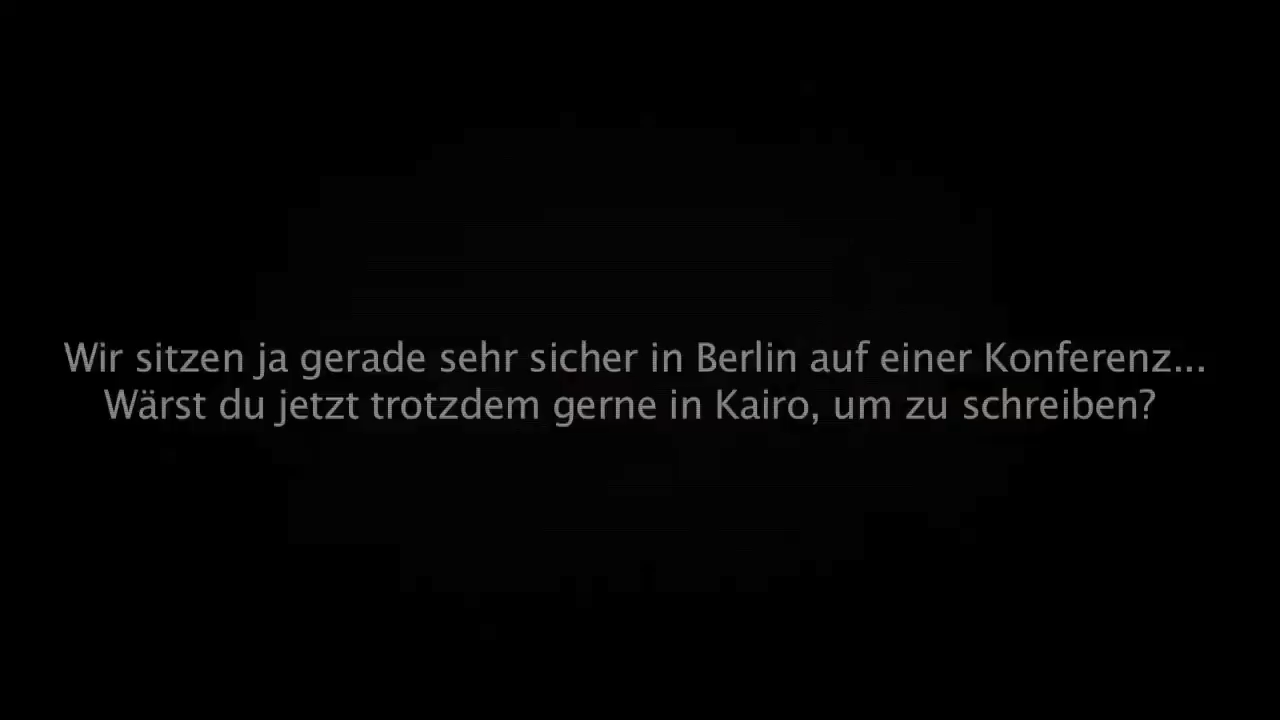 Wir sitzen ja gerade sehr sicher in Berlin auf einer Konferenz...
Wärst du jetzt trotzdem gerne in Kairo, um zu schreiben?